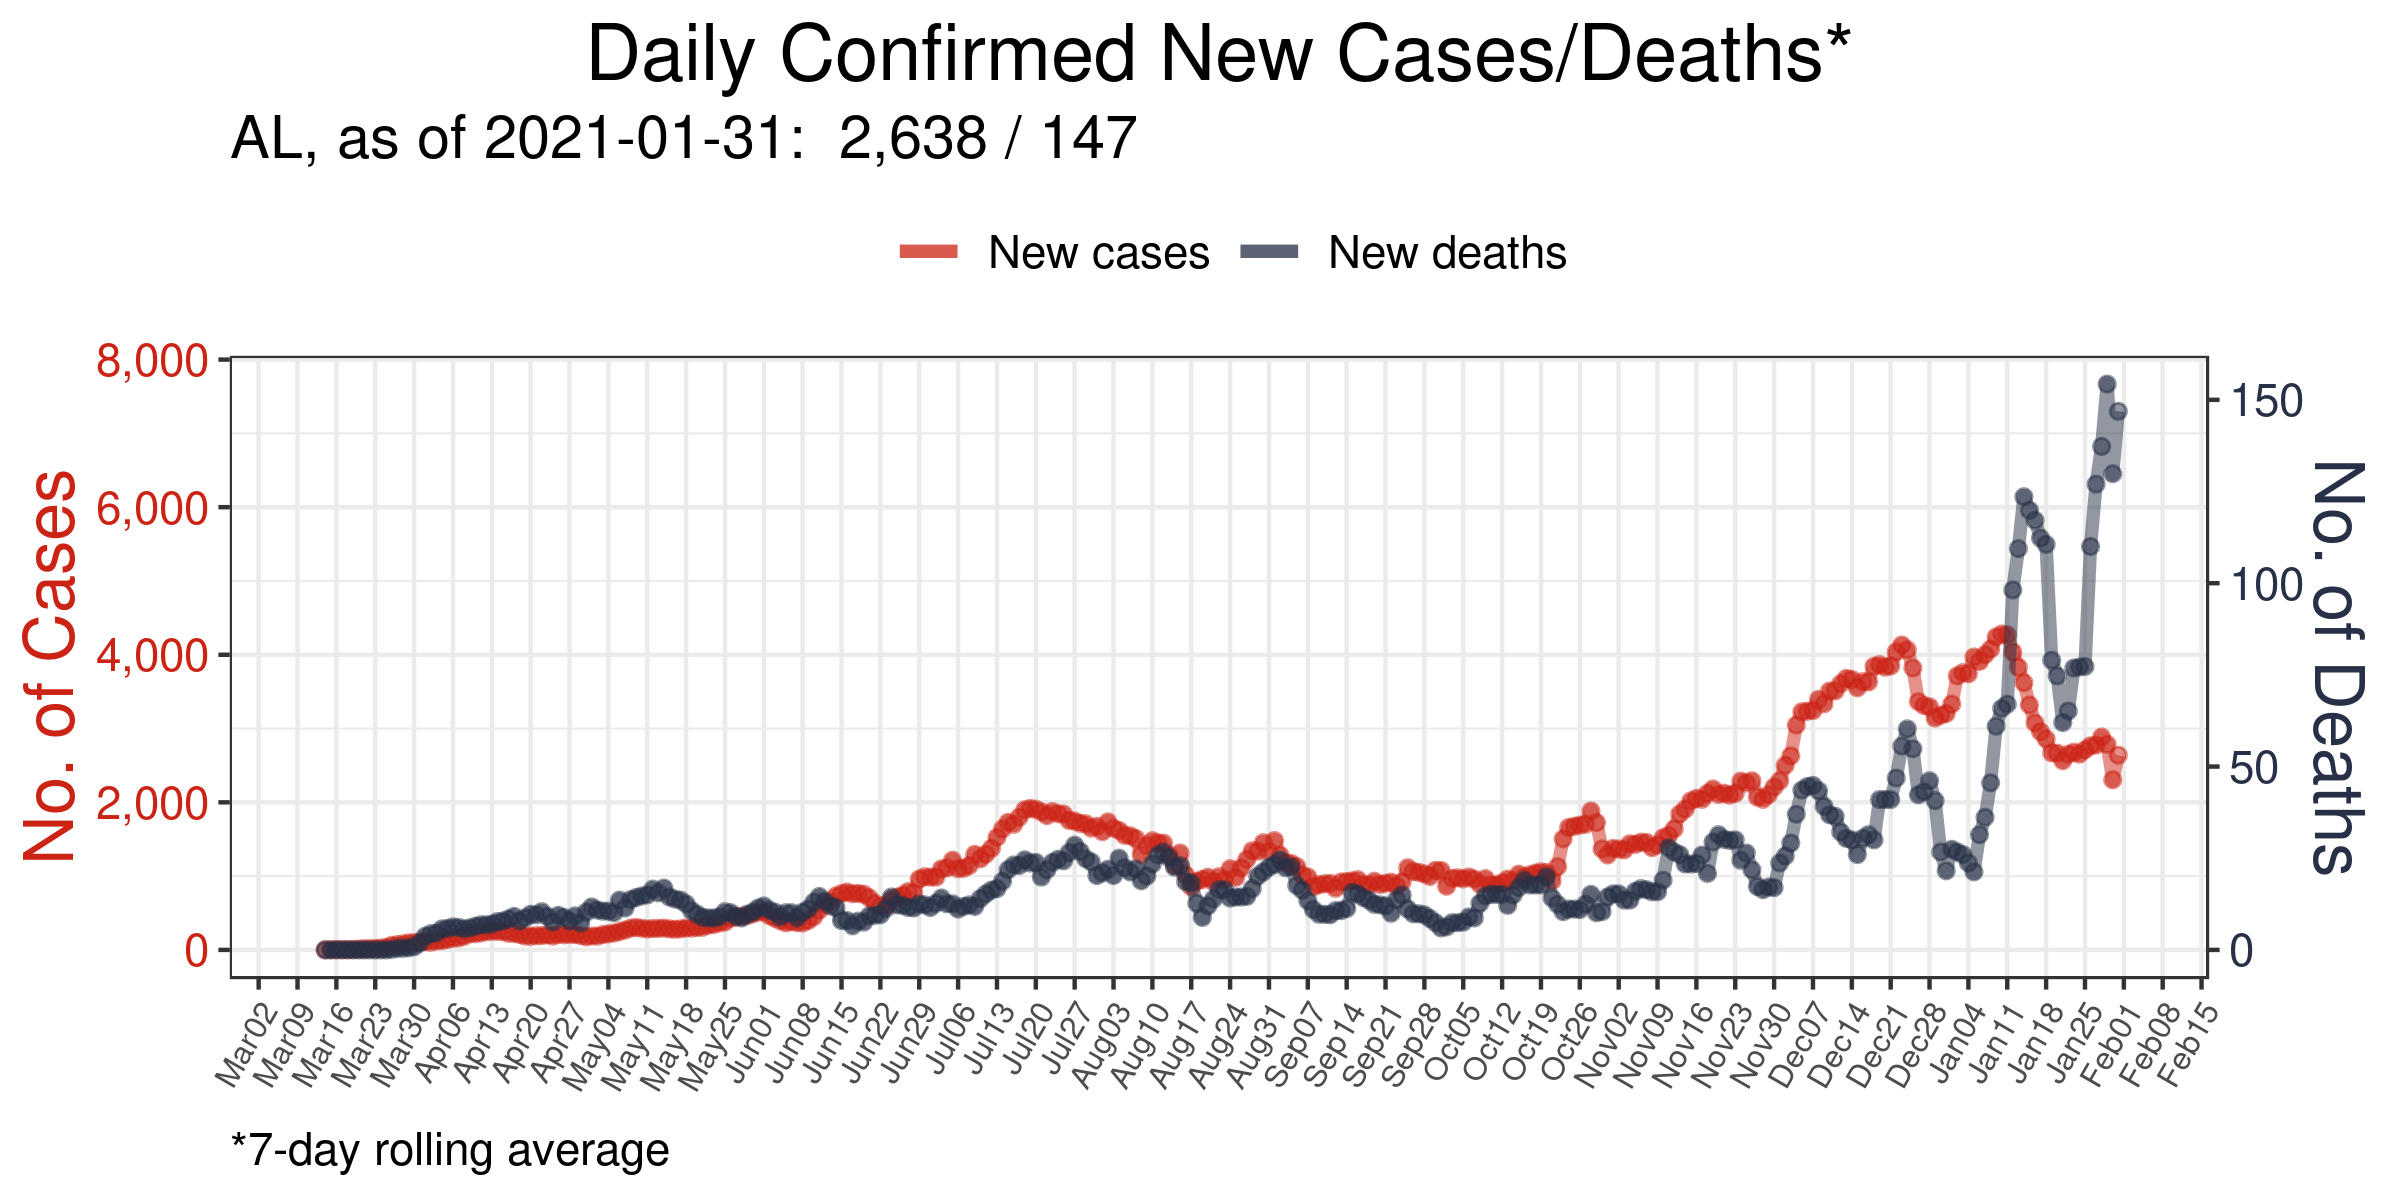 Daily Confirmed New Cases/Deaths*
AL, as of 2021-01-31:  2,638 / 147
New cases
New deaths
No. of Cases
8,000
6,000
4,000
2,000
0
150
100
50
0
No. of Deaths
Mar02
Mar09
Mar16
Mar23
Mar30
Apr06
Apr13
Apr20
Apr27
May04
May11
May18
May25
Jun01
Jun08
Jun15
Jun22
Jun29
Jul06
Jul13
Jul20
Jul27
Aug03
Aug10
Aug17
Aug24
Aug31
Sep07
Sep14
Sep21
Sep28
Oct05
Oct12
Oct19
Oct26
Nov02
Nov09
Nov16
Nov23
Nov30
Dec07
Dec14
Dec21
Dec28
Jan04
Jan11
Jan18
Jan25
Feb01
Feb08
Feb15
*7-day rolling average